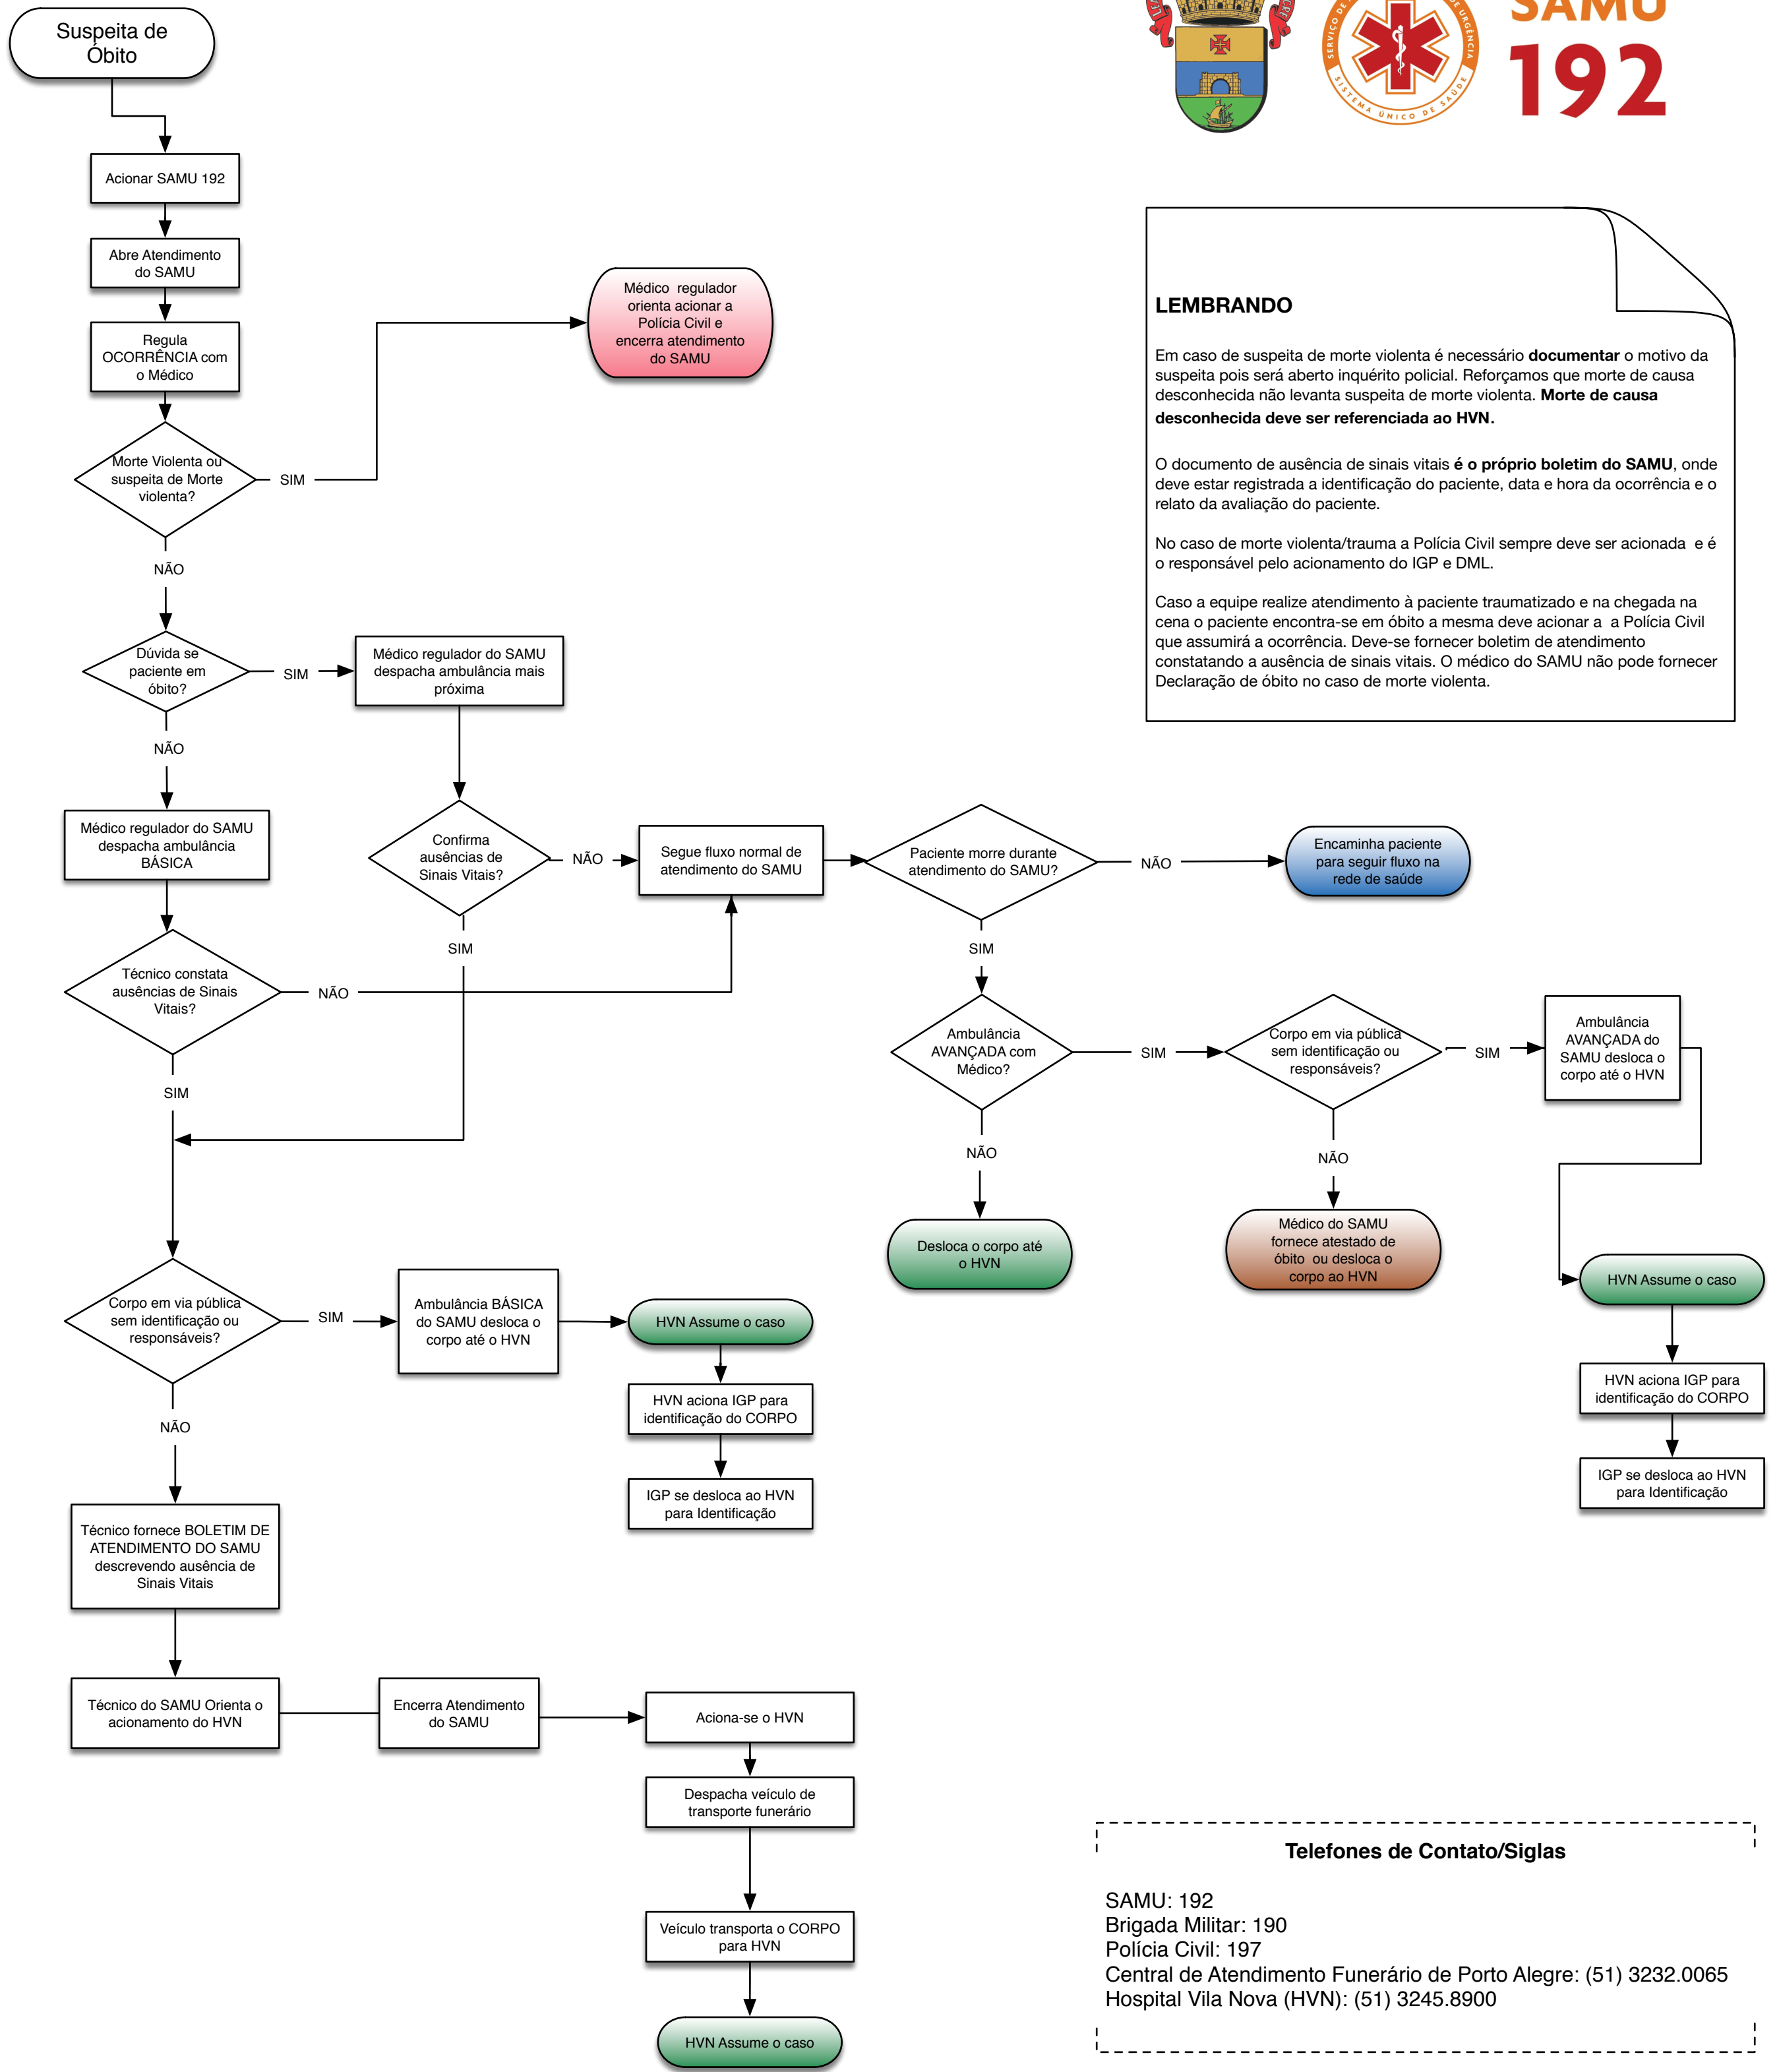 SAMU
192
SISTEMA ÚNICO DE SAÚDE
Suspeita de
Óbito
Acionar SAMU 192
Abre Atendimento
do SAMU
Regula
OCORRÊNCIA com
o Médico
Médico regulador
orienta acionar a
Polícia Civil e
encerra atendimento
do SAMU
Morte Violenta ou
suspeita de Morte
violenta?
SIM
NÃO
LEMBRANDO
Em caso de suspeita de morte violenta é necessário documentar o motivo da
suspeita pois será aberto inquérito policial. Reforçamos que morte de causa
desconhecida não levanta suspeita de morte violenta. Morte de causa
desconhecida deve ser referenciada ao HVN.
O documento de ausência de sinais vitais é o próprio boletim do SAMU, onde
deve estar registrada a identificação do paciente, data e hora da ocorrência e o
relato da avaliação do paciente.
No caso de morte violenta/trauma a Polícia Civil sempre deve ser acionada e é
o responsável pelo acionamento do IGP e DML.
Caso a equipe realize atendimento à paciente traumatizado e na chegada na
cena o paciente encontra-se em óbito a mesma deve acionar a a Polícia Civil
que assumirá a ocorrência. Deve-se fornecer boletim de atendimento
constatando a ausência de sinais vitais. O médico do SAMU não pode fornecer
Declaração de óbito no caso de morte violenta.
Dúvida se
paciente em
óbito?
SIM
Médico regulador do SAMU
despacha ambulância mais
próxima
NÃO
Médico regulador do SAMU
despacha ambulância
BÁSICA
Confirma
ausências de
Sinais Vitais?
NÃO
Segue fluxo normal de
atendimento do SAMU
Paciente morre durante
atendimento do SAMU?
NÃO
Encaminha paciente
para seguir fluxo na
rede de saúde
SIM
SIM
Técnico constata
ausências de Sinais
Vitais?
NÃO
SIM
Ambulância
AVANÇADA com
Médico?
SIM
Corpo em via pública
sem identificação ou
responsáveis?
SIM
Ambulância
AVANÇADA do
SAMU desloca o
corpo até o HVN
NÃO
NÃO
Desloca o corpo até
o HVN
Médico do SAMU
fornece atestado de
óbito ou desloca o
corpo ao HVN
HVN Assume o caso
HVN aciona IGP para
identificação do CORPO
IGP se desloca ao HVN
para Identificação
Corpo em via pública
sem identificação ou
responsáveis?
SIM
Ambulância BÁSICA
do SAMU desloca o
corpo até o HVN
HVN Assume o caso
HVN aciona IGP para
identificação do CORPO
IGP se desloca ao HVN
para Identificação
NÃO
Técnico fornece BOLETIM DE
ATENDIMENTO DO SAMU
descrevendo ausência de
Sinais Vitais
Técnico do SAMU Orienta o
acionamento do HVN
Encerra Atendimento
do SAMU
Aciona-se o HVN
Despacha veículo de
transporte funerário
Veículo transporta o CORPO
para HVN
HVN Assume o caso
Telefones de Contato/Siglas
SAMU: 192
Brigada Militar: 190
Polícia Civil: 197
Central de Atendimento Funerário de Porto Alegre: (51) 3232.0065
Hospital Vila Nova (HVN): (51) 3245.8900